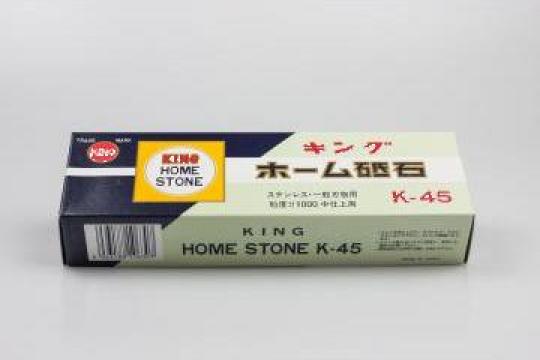 TRADE MARK
KING
KING
HOME
STONE
キング
ホーム砥石
ステンレス・一般刃物用
粒度#1000 中仕上用
K-45
KING
HOME STONE K-45